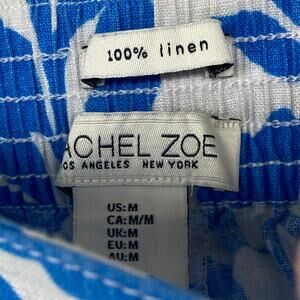 100% linen
ACHEL ZOE
OS ANGELES NEW YORK
US:M
CA:M/M
UK:M
EU:M
AU:M